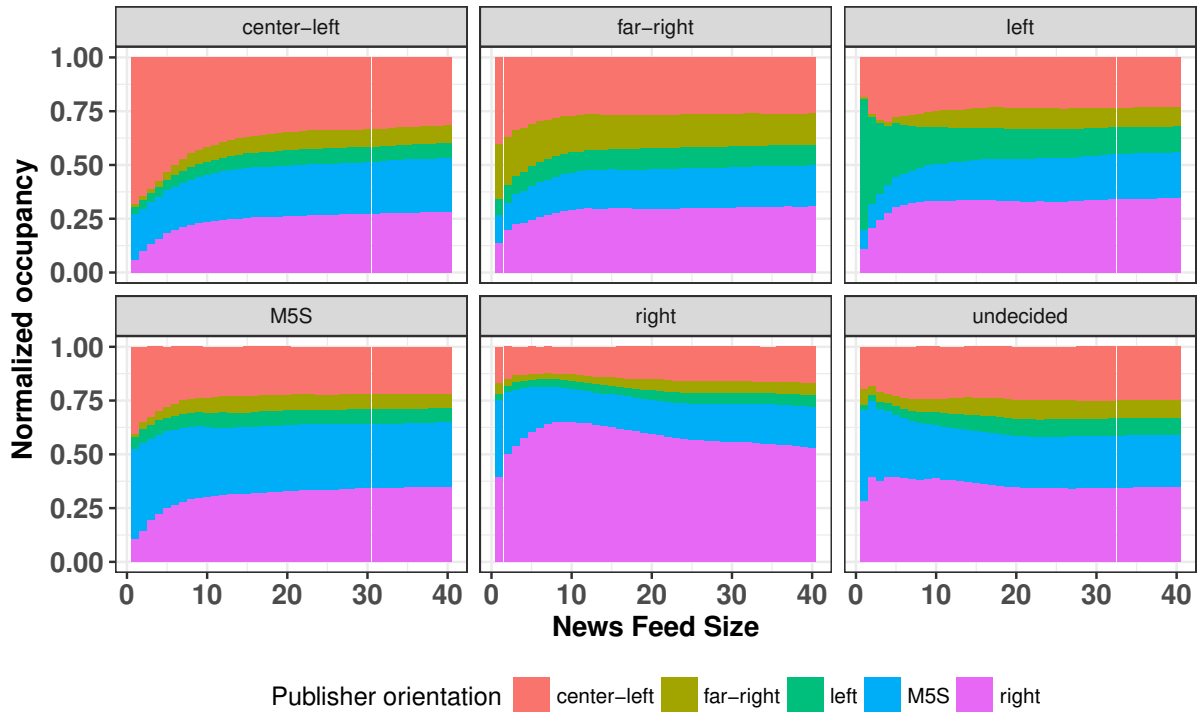 center−left far−right left
1.00
0.75
0.50
0.25
0.00
M5S right undecided
1.00
0.75
0.50
0.25
0.00
0 10 20 30 40 0 10 20 30 40 0 10 20 30 40
Normalized occupancy
News Feed Size
Publisher orientation center−left far−right left M5S right